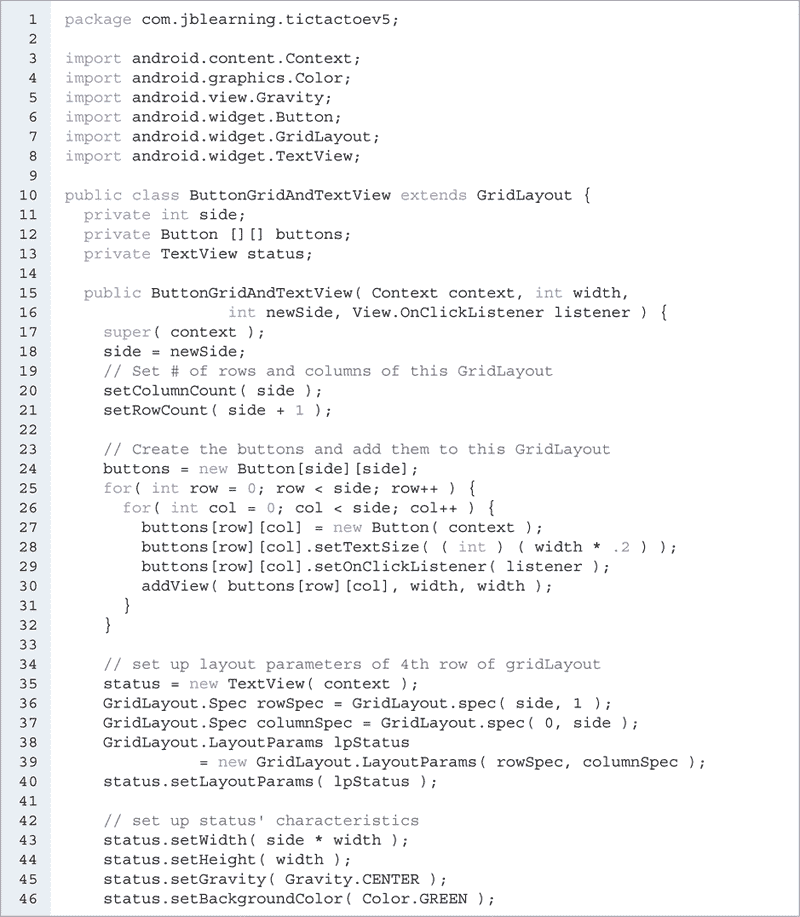 1 package com.jblearning.tictactoev5;
2
3 import android.content.Context;
4 import android.graphics.Color;
5 import android.view.Gravity;
6 import android.widget.Button;
7 import android.widget.GridLayout;
8 import android.widget.TextView;
9
10 public class ButtonGridAndTextView extends GridLayout {
11   private int side;
12   private Button [][] buttons;
13   private TextView status;
14
15   public ButtonGridAndTextView( Context context, int width,
16                  int newSide, View.OnClickListener listener ) {
17     super( context );
18     side = newSide;
19     // Set # of rows and columns of this GridLayout
20     setColumnCount( side );
21     setRowCount( side + 1 );
22
23     // Create the buttons and add them to this GridLayout
24     buttons = new Button[side][side];
25     for( int row = 0; row < side; row++ ) {
26       for( int col = 0; col < side; col++ ) {
27         buttons[row][col] = new Button( context );
28         buttons[row][col].setTextSize( ( int ) ( width * .2 ) );
29         buttons[row][col].setOnClickListener( listener );
30         addView( buttons[row][col], width, width );
31       }
32     }
33
34     // set up layout parameters of 4th row of gridLayout
35     status = new TextView( context );
36     GridLayout.Spec rowSpec = GridLayout.spec( side, 1 );
37     GridLayout.Spec columnSpec = GridLayout.spec( 0, side );
38     GridLayout.LayoutParams lpStatus
39               = new GridLayout.LayoutParams( rowSpec, columnSpec );
40     status.setLayoutParams( lpStatus );
41
42     // set up status' characteristics
43     status.setWidth( side * width );
44     status.setHeight( width );
45     status.setGravity( Gravity.CENTER );
46     status.setBackgroundColor( Color.GREEN );